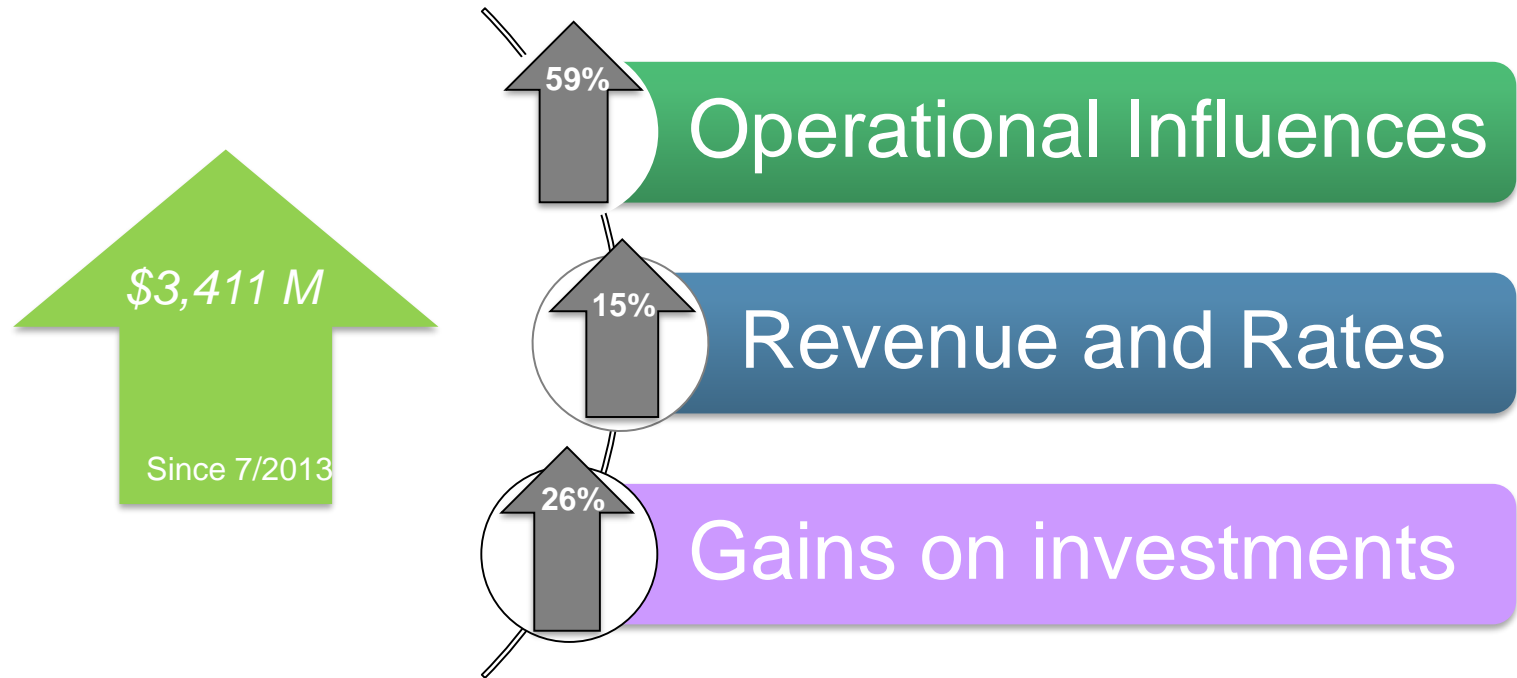 $3,411 M
Since 7/2013
59%
Operational Influences
15%
Revenue and Rates
26%
Gains on investments